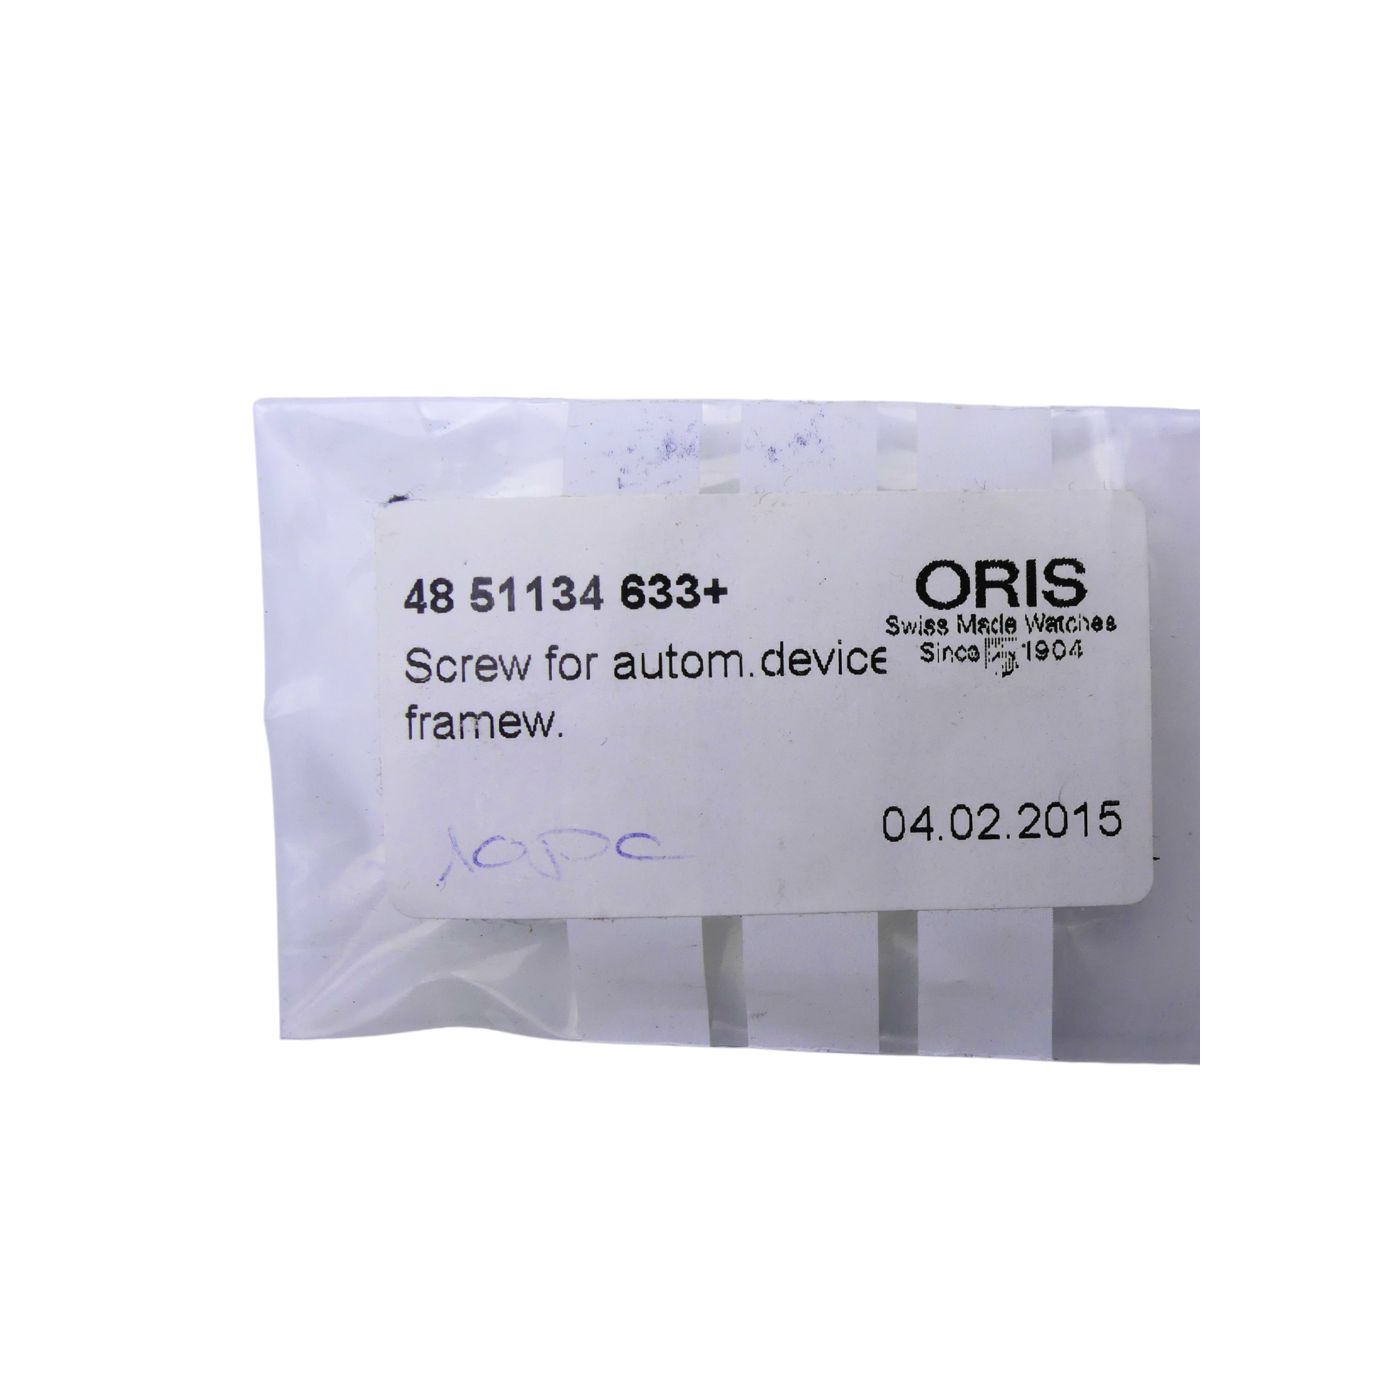 48 51134 633+
ORIS
Swiss Made Watches
Since 1904
Screw for autom.device
framew.
10pc
04.02.2015